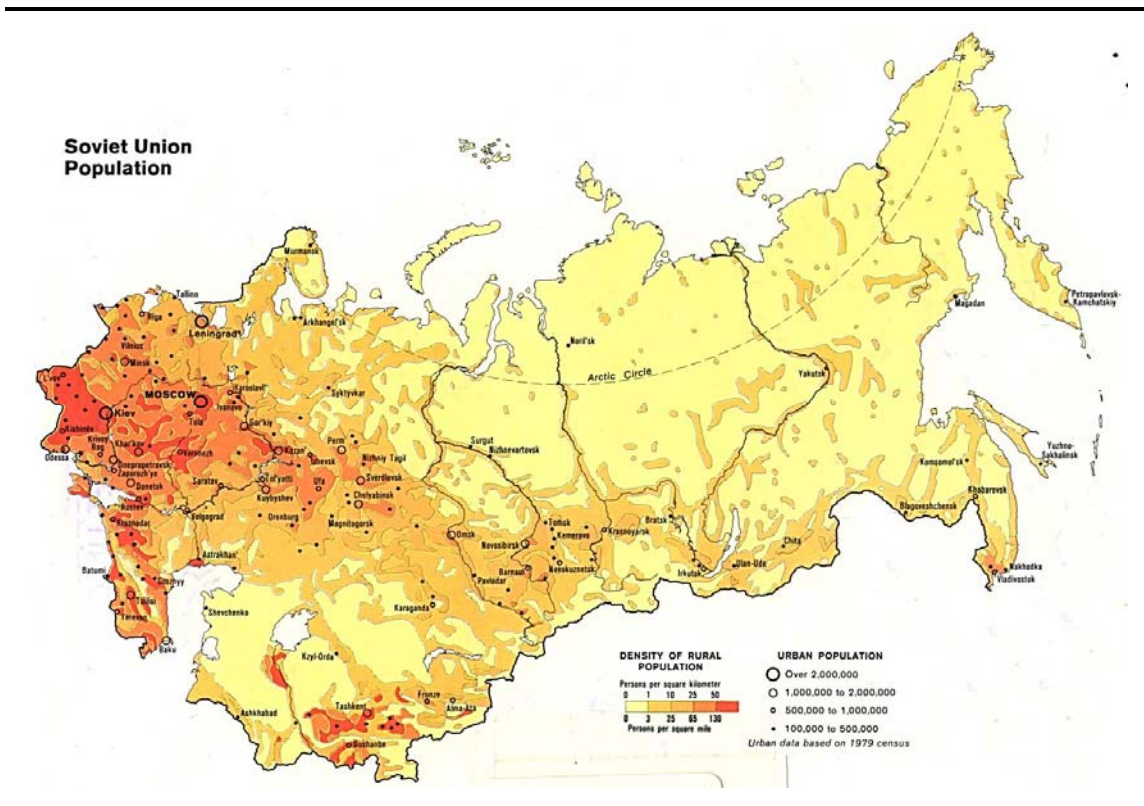 Soviet Union
Population
Murmansk
Tallinn
Riga
Leningrad
Arkhangel'sk
Vilnius
Minsk
L'vov
MOSCOW
Yaroslavl'
Ivanovo
Syktyvkar
Noril'sk
Arctic Circle
Yakutsk
Magadan
Petropavlovsk-
Kamchatskiy
Kiev
Tula
Gor'kiy
Kishinev
Krivoy
Rog
Khar'kov
Voronezh
Kazan'
Izhevsk
Perm'
Nizhniy Tagil
Surgut
Nizhnevartovsk
Odessa
Dnepropetrovsk
Zaporozh'ye
Donetsk
Saratov
Tol'yatti
Kuybyshev
Ufa
Sverdlovsk
Chelyabinsk
Komsomol'sk
Yuzhno-
Sakhalinsk
Rostov
Krasnodar
Volgograd
Orenburg
Magnitogorsk
Omsk
Novosibirsk
Tomsk
Kemerovo
Krasnoyarsk
Bratsk
Khabarovsk
Blagoveshchensk
Astrakhan'
Barnaul
Novokuznetsk
Irkutsk
Ulan-Ude
Chita
Batumi
Groznyy
Pavlodar
Nakhodka
Vladivostok
Tbilisi
Yerevan
Shevchenko
Karaganda
Baku
Kzyl-Orda
Ashkhabad
Tashkent
Frunze
Alma-Ata
Dushanbe
DENSITY OF RURAL
POPULATION
Persons per square kilometer
0 1 10 25 50
0 3 25 65 130
Persons per square mile
URBAN POPULATION
Over 2,000,000
1,000,000 to 2,000,000
500,000 to 1,000,000
100,000 to 500,000
Urban data based on 1979 census